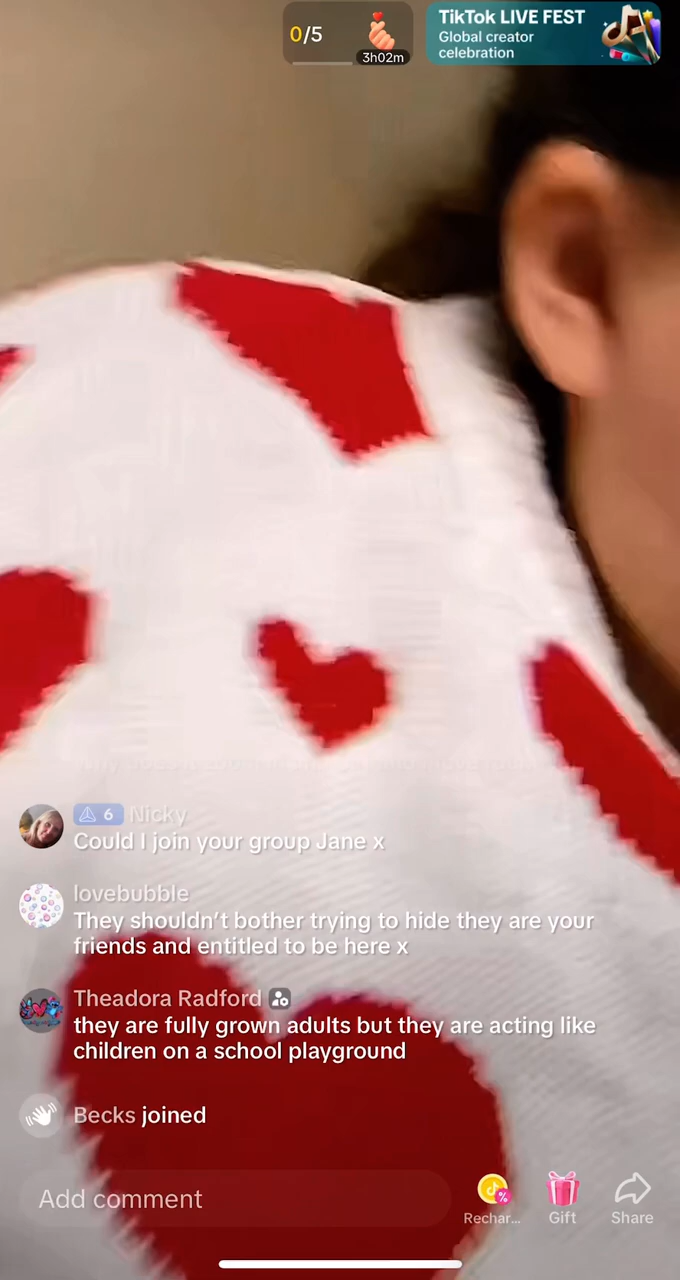 0/5
3h02m
TikTok LIVE FEST
Global creator
celebration
6 Nicky
Could I join your group Jane x
lovebubble
They shouldn't bother trying to hide they are your
friends and entitled to be here x
Theadora Radford
they are fully grown adults but they are acting like
children on a school playground
Becks joined
Add comment
Rechar...
Gift
Share